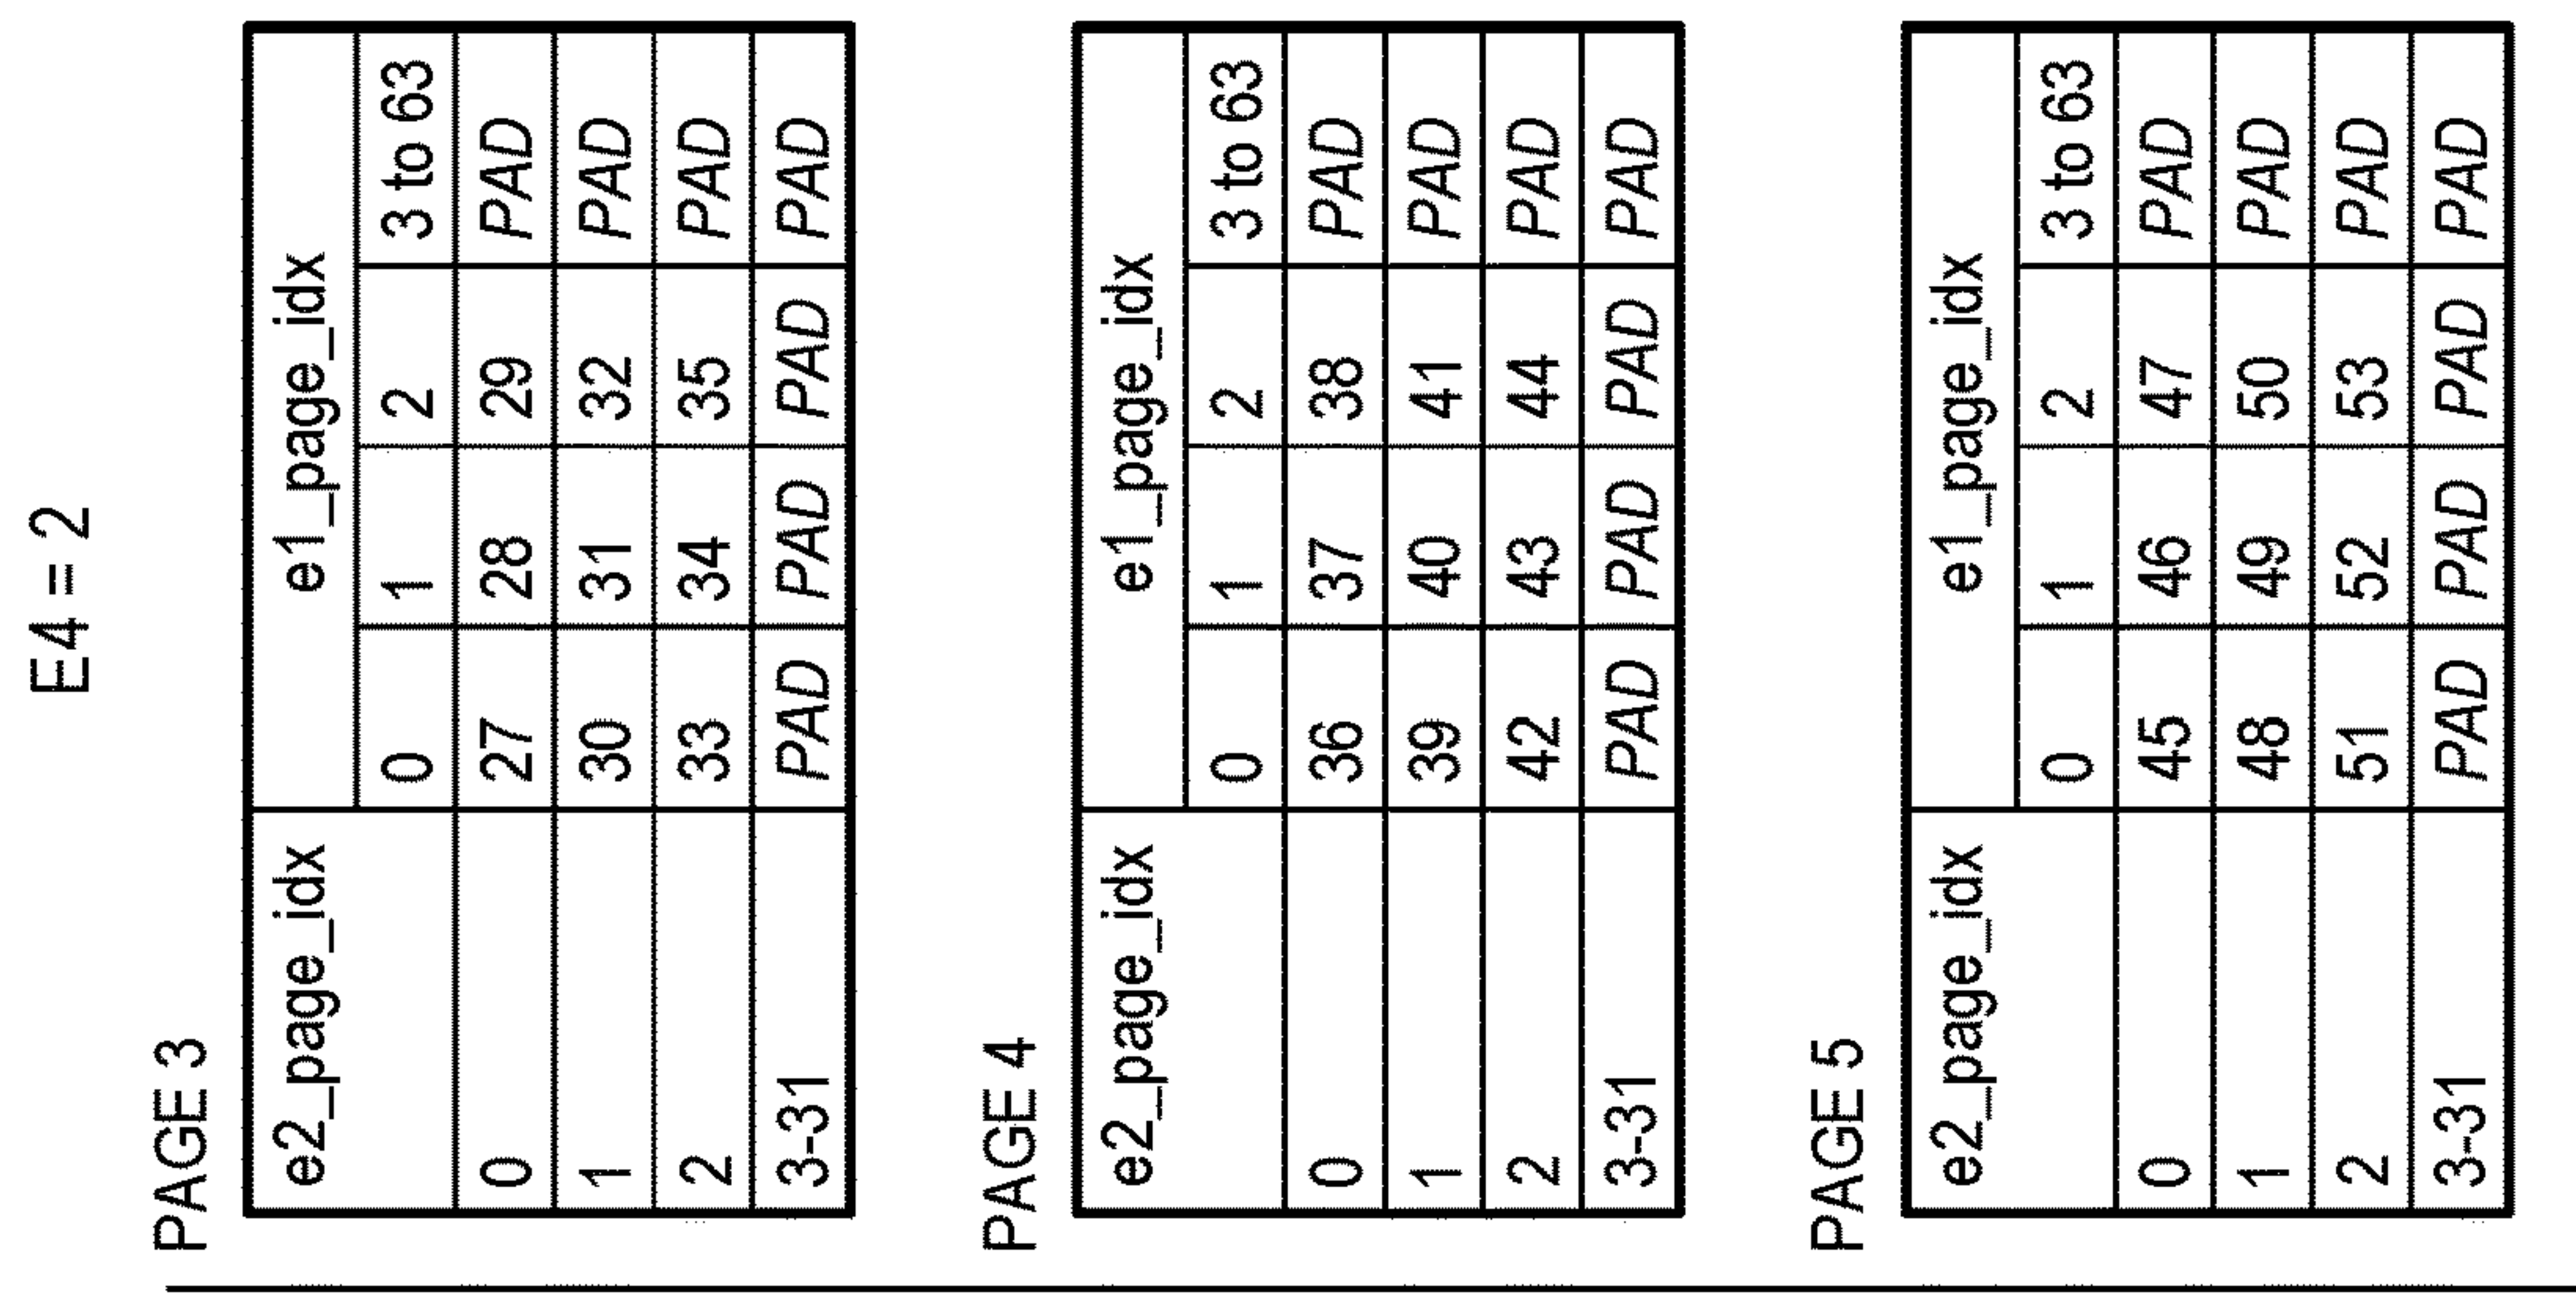 E4 = 2
PAGE 3
e2_page_idx e1_page_idx
0 1 2 3 to 63
0 27 28 29 PAD
1 30 31 32 PAD
2 33 34 35 PAD
3-31 PAD PAD PAD PAD
PAGE 4
e2_page_idx e1_page_idx
0 1 2 3 to 63
0 36 37 38 PAD
1 39 40 41 PAD
2 42 43 44 PAD
3-31 PAD PAD PAD PAD
PAGE 5
e2_page_idx e1_page_idx
0 1 2 3 to 63
0 45 46 47 PAD
1 48 49 50 PAD
2 51 52 53 PAD
3-31 PAD PAD PAD PAD